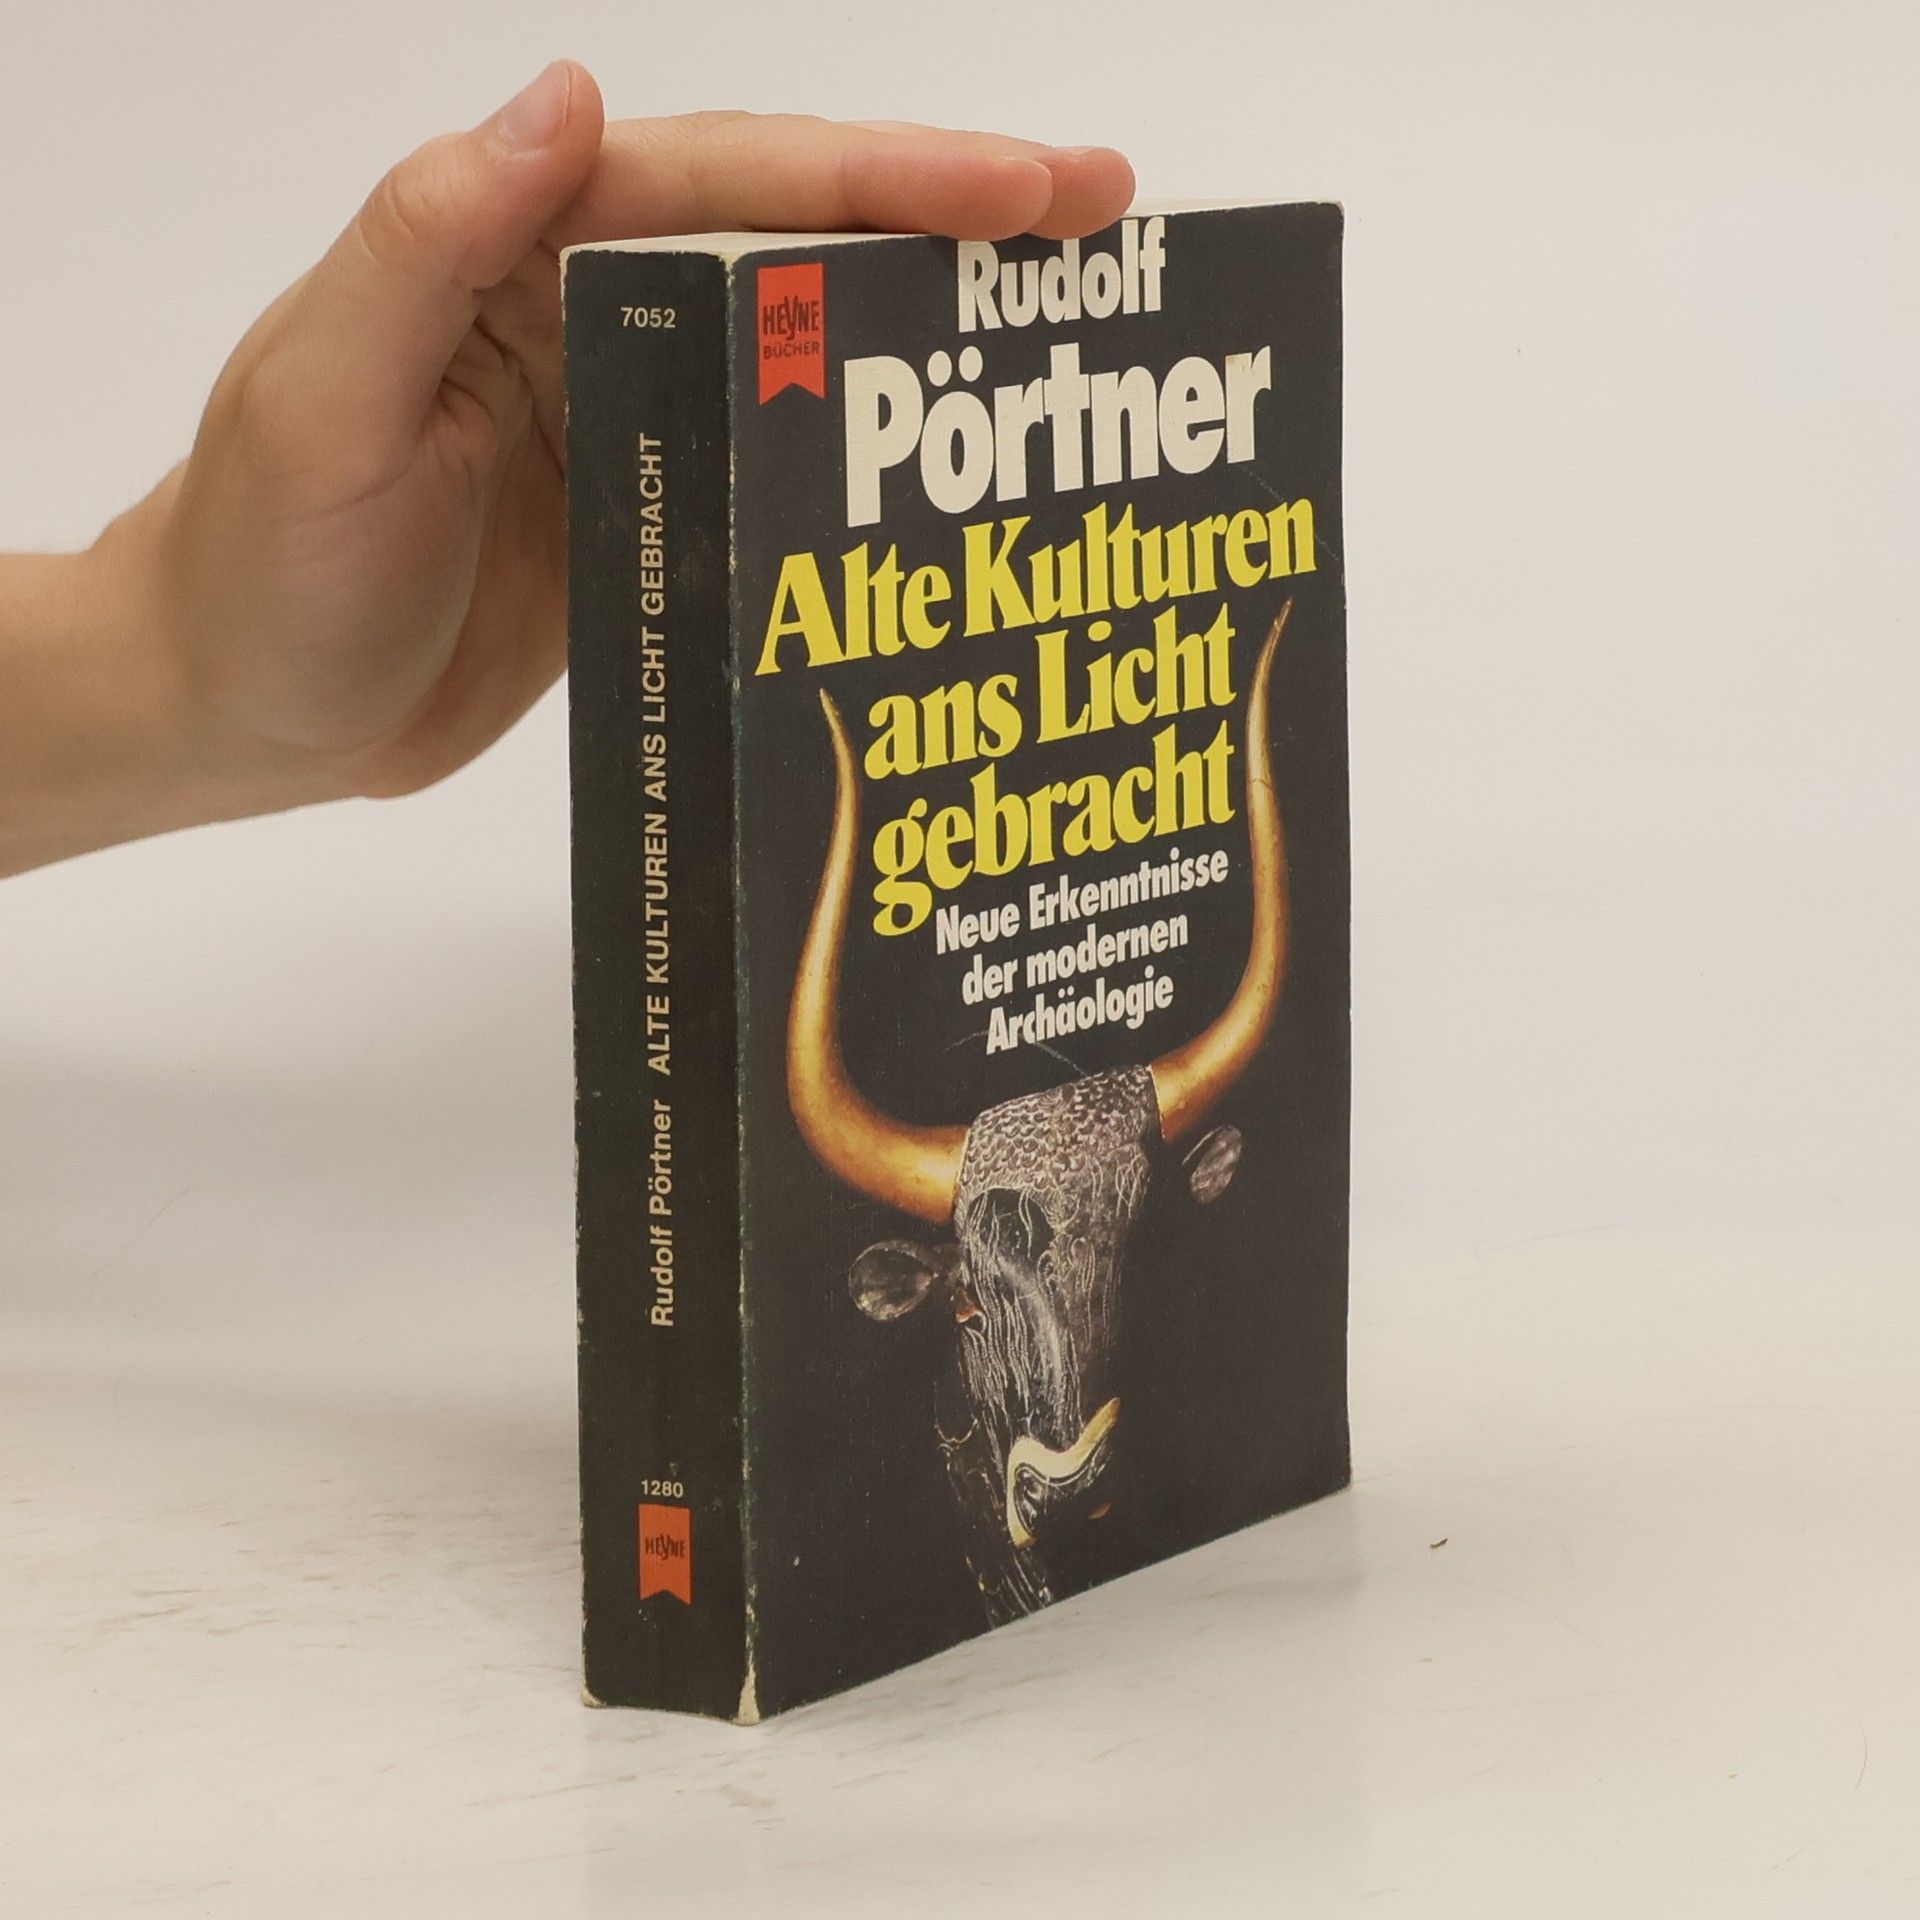 7052
Rudolf Pörtner ALTE KULTUREN ANS LICHT GEBRACHT
1280
HEYNE
HEYNE
BÜCHER
Rudolf
Pörtner
Alte Kulturen
ans Licht
gebracht
Neue Erkenntnisse
der modernen
Archäologie